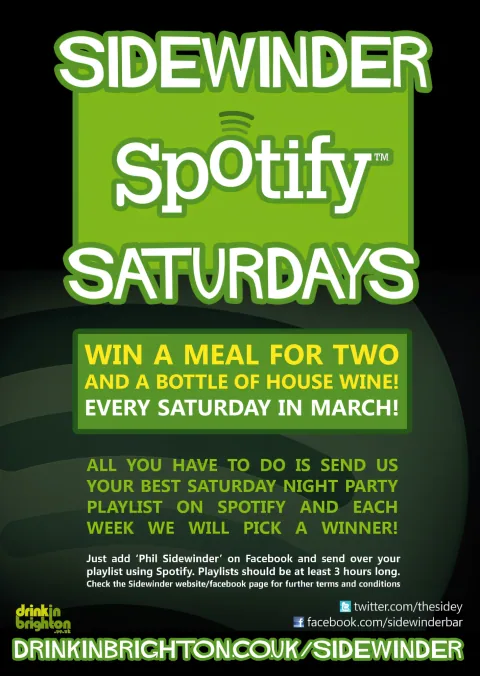 SIDEWINDER
Spotify™
SATURDAYS
WIN A MEAL FOR TWO
AND A BOTTLE OF HOUSE WINE!
EVERY SATURDAY IN MARCH!
ALL YOU HAVE TO DO IS SEND US
YOUR BEST SATURDAY NIGHT PARTY
PLAYLIST ON SPOTIFY AND EACH
WEEK WE WILL PICK A WINNER!
Just add ‘Phil Sidewinder’ on Facebook and send over your
playlist using Spotify. Playlists should be at least 3 hours long.
Check the Sidewinder website/facebook page for further terms and conditions
twitter.com/thesidey
facebook.com/sidewinderbar
drinkin
brighton
.co.uk
DRINKINBRIGHTON.CO.UK/SIDEWINDER